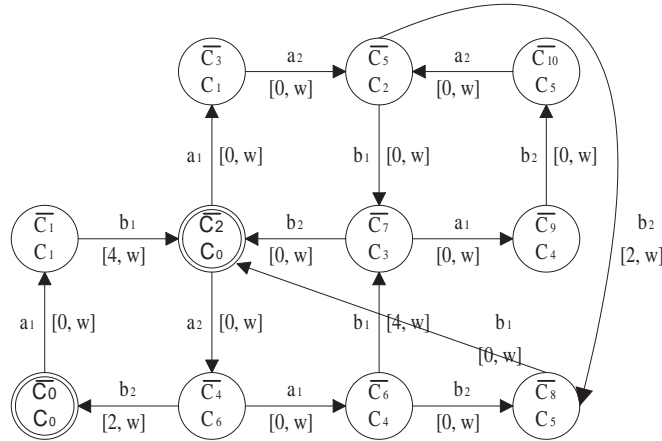 C̅₃ a₂ C̅₅ a₂ C̅₁₀
C₁ [0, w] C₂ [0, w] C₅
a₁ [0, w] b₁ [0, w] b₂ [0, w]
C̅₁ b₁ C̅₂ b₂ C̅₇ a₁ C̅₉ b₂
C₁ [4, w] C₀ [0, w] C₃ [0, w] C₄ [2, w]
a₁ [0, w] a₂ [0, w] b₁ [4, w] b₁
[0, w]
C̅₀ b₂ C̅₄ a₁ C̅₆ b₂ C̅₈
C₀ [2, w] C₆ [0, w] C₄ [0, w] C₅